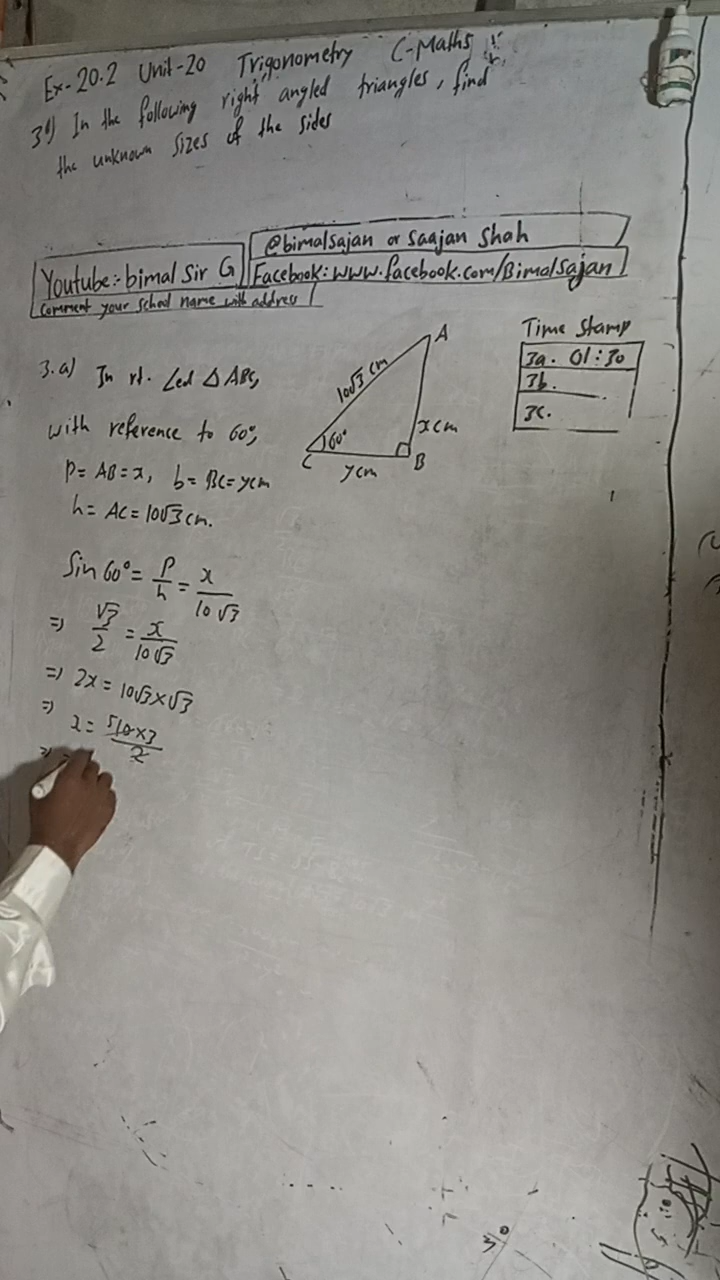 Ex-20.2 Unit-20 Trigonometry C-Maths
3) In the following right angled triangles, find
the unknown sizes of the sides
@bimalsajan or Saajan Shah
Youtube:- bimal Sir G
Facebook: www.facebook.com/Bimalsajan
comment your school name with address
Time Stamp
3a. 01:30
3b.
3c.
A
10√3 cm
x cm
60°
C
B
y cm
3.a) In rt. ∠ed △ ABC,
with reference to 60°,
p = AB = x, b = BC = y cm
h = AC = 10√3 cm.
Sin 60° = p/h = x/10√3
⇒ √3/2 = x/10√3
⇒ 2x = 10√3 × √3
⇒ x = 5 10×3/2
⇒